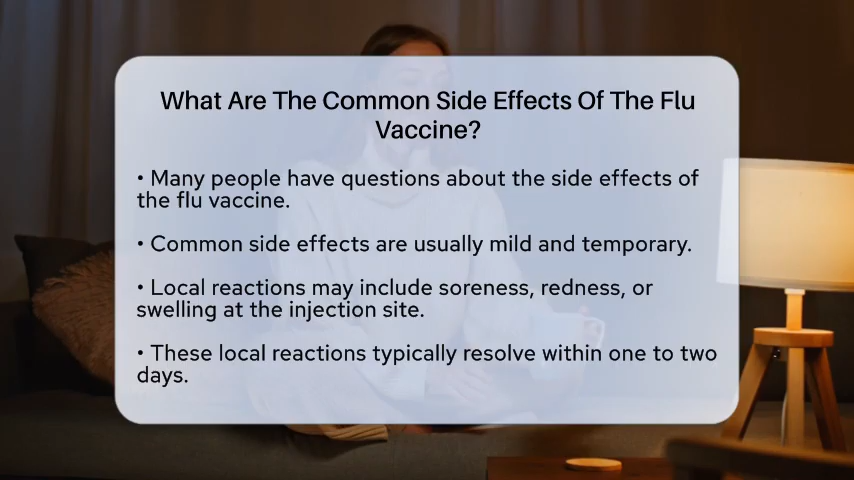 What Are The Common Side Effects Of The Flu
Vaccine?
• Many people have questions about the side effects of
the flu vaccine.
• Common side effects are usually mild and temporary.
• Local reactions may include soreness, redness, or
swelling at the injection site.
• These local reactions typically resolve within one to two
days.